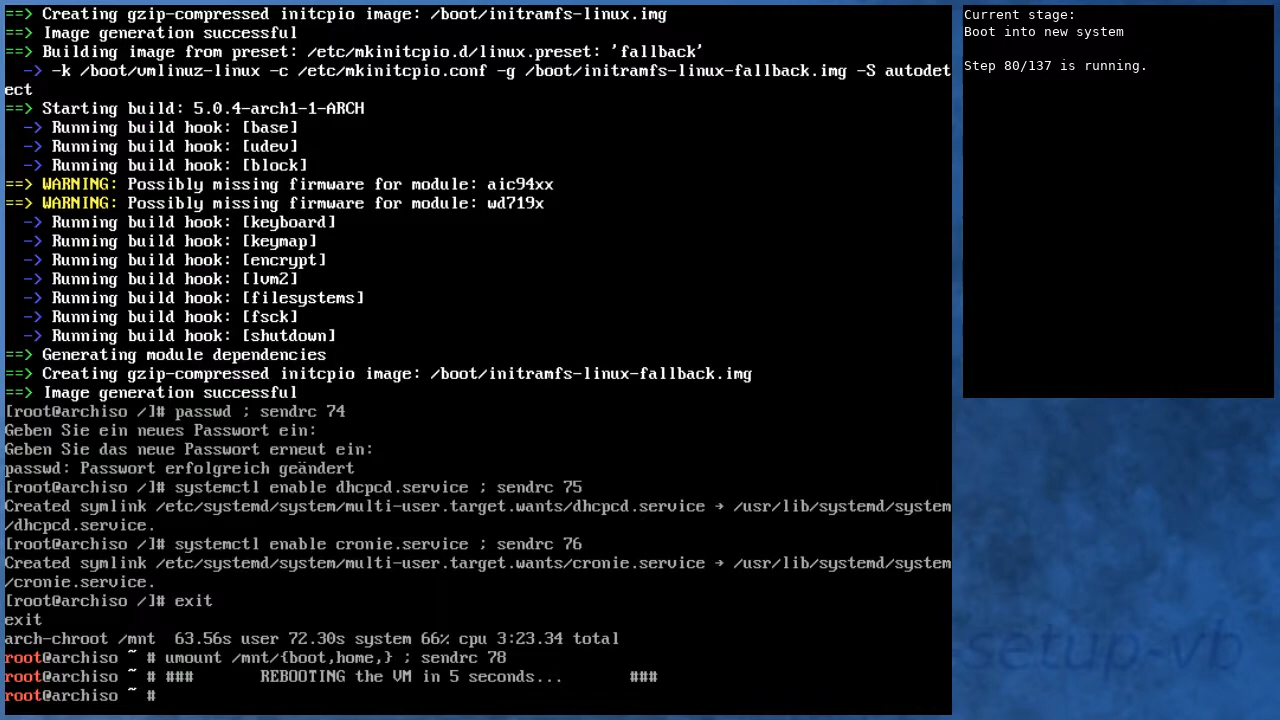 ==> Creating gzip-compressed initcpio image: /boot/initramfs-linux.img
==> Image generation successful
==> Building image from preset: /etc/mkinitcpio.d/linux.preset: 'fallback'
  -> -k /boot/vmlinuz-linux -c /etc/mkinitcpio.conf -g /boot/initramfs-linux-fallback.img -S autodet
ect
==> Starting build: 5.0.4-arch1-1-ARCH
  -> Running build hook: [base]
  -> Running build hook: [udev]
  -> Running build hook: [block]
==> WARNING: Possibly missing firmware for module: aic94xx
==> WARNING: Possibly missing firmware for module: wd719x
  -> Running build hook: [keyboard]
  -> Running build hook: [keymap]
  -> Running build hook: [encrypt]
  -> Running build hook: [lvm2]
  -> Running build hook: [filesystems]
  -> Running build hook: [fsck]
  -> Running build hook: [shutdown]
==> Generating module dependencies
==> Creating gzip-compressed initcpio image: /boot/initramfs-linux-fallback.img
==> Image generation successful
[root@archiso /]# passwd ; sendrc 74
Geben Sie ein neues Passwort ein:
Geben Sie das neue Passwort erneut ein:
passwd: Passwort erfolgreich geändert
[root@archiso /]# systemctl enable dhcpcd.service ; sendrc 75
Created symlink /etc/systemd/system/multi-user.target.wants/dhcpcd.service → /usr/lib/systemd/system
/dhcpcd.service.
[root@archiso /]# systemctl enable cronie.service ; sendrc 76
Created symlink /etc/systemd/system/multi-user.target.wants/cronie.service → /usr/lib/systemd/system
/cronie.service.
[root@archiso /]# exit
exit
arch-chroot /mnt  63.56s user 72.30s system 66% cpu 3:23.34 total
root@archiso ~ # umount /mnt/{boot,home,} ; sendrc 78
root@archiso ~ # ###       REBOOTING the VM in 5 seconds...       ###
root@archiso ~ #
Current stage:
Boot into new system
Step 80/137 is running.
setup-vb